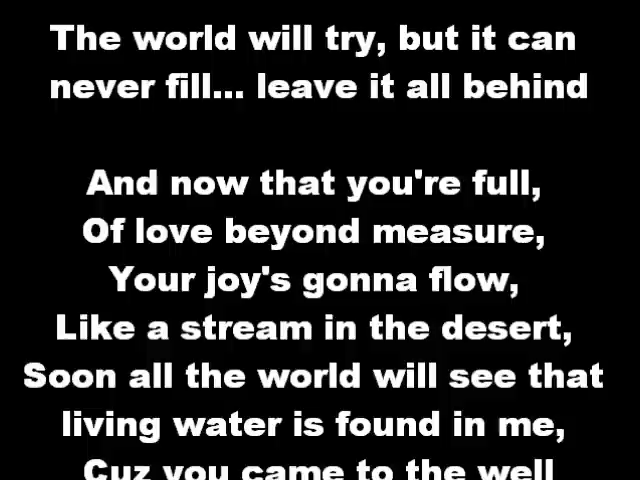 The world will try, but it can
never fill... leave it all behind
And now that you're full,
Of love beyond measure,
Your joy's gonna flow,
Like a stream in the desert,
Soon all the world will see that
living water is found in me,
Cuz you came to the well